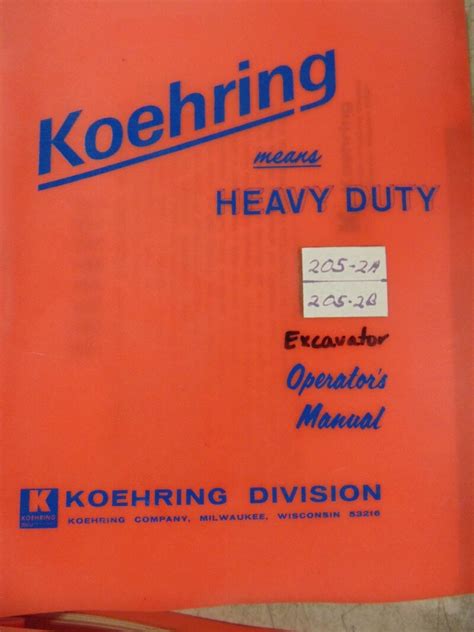 Koehring
means
HEAVY DUTY
205-2A
205-2B
Excavator
Operator's
Manual
K KOEHRING DIVISION
KOEHRING
KOEHRING COMPANY, MILWAUKEE, WISCONSIN 53216